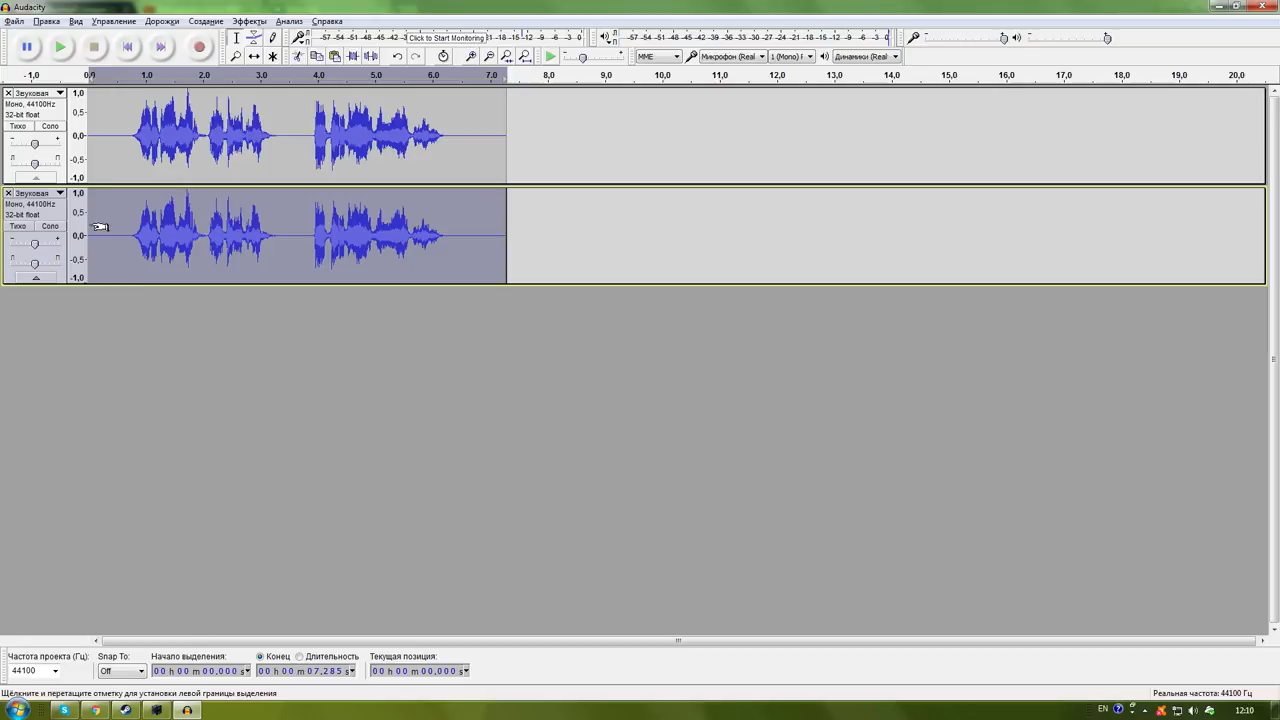 Audacity
Файл Правка Вид Управление Дорожки Создание Эффекты Анализ Справка
-57 -54 -51 -48 -45 -42 -3 Click to Start Monitoring -18 -15 -12 -9 -6 -3 0
-57 -54 -51 -48 -45 -42 -39 -36 -33 -30 -27 -24 -21 -18 -15 -12 -9 -6 -3 0
MME Микрофон (Real 1 (Mono) Динамики (Real
-1,0 0,0 1,0 2,0 3,0 4,0 5,0 6,0 7,0 8,0 9,0 10,0 11,0 12,0 13,0 14,0 15,0 16,0 17,0 18,0 19,0 20,0
Звуковая 1,0
Моно, 44100Hz
32-bit float 0,5
Тихо Соло 0,0
-0,5
-1,0
Звуковая 1,0
Моно, 44100Hz
32-bit float 0,5
Тихо Соло 0,0
-0,5
-1,0
Частота проекта (Гц): Snap To: Начало выделения: Конец Длительность Текущая позиция:
44100 Off 00 h 00 m 00,000 s 00 h 00 m 07,285 s 00 h 00 m 00,000 s
Щёлкните и перетащите отметку для установки левой границы выделения Реальная частота: 44100 Гц
EN 12:10